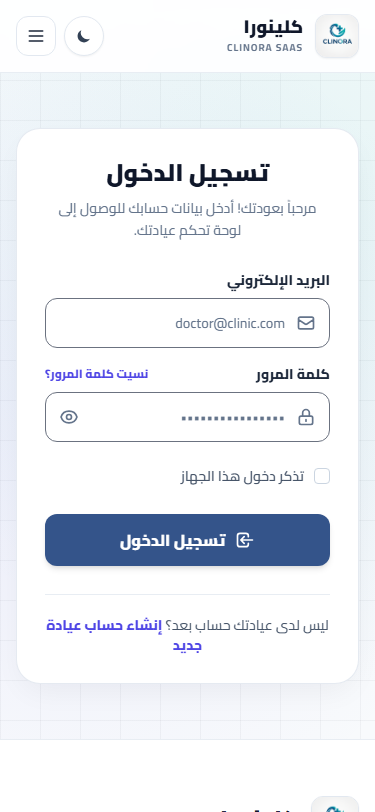 كلينورا
CLINORA SAAS
CLINORA
تسجيل الدخول
مرحباً بعودتك! أدخل بيانات حسابك للوصول إلى
لوحة تحكم عيادتك.
البريد الإلكتروني
doctor@clinic.com
كلمة المرور
نسيت كلمة المرور؟
تذكر دخول هذا الجهاز
تسجيل الدخول
ليس لدى عيادتك حساب بعد؟ إنشاء حساب عيادة
جديد